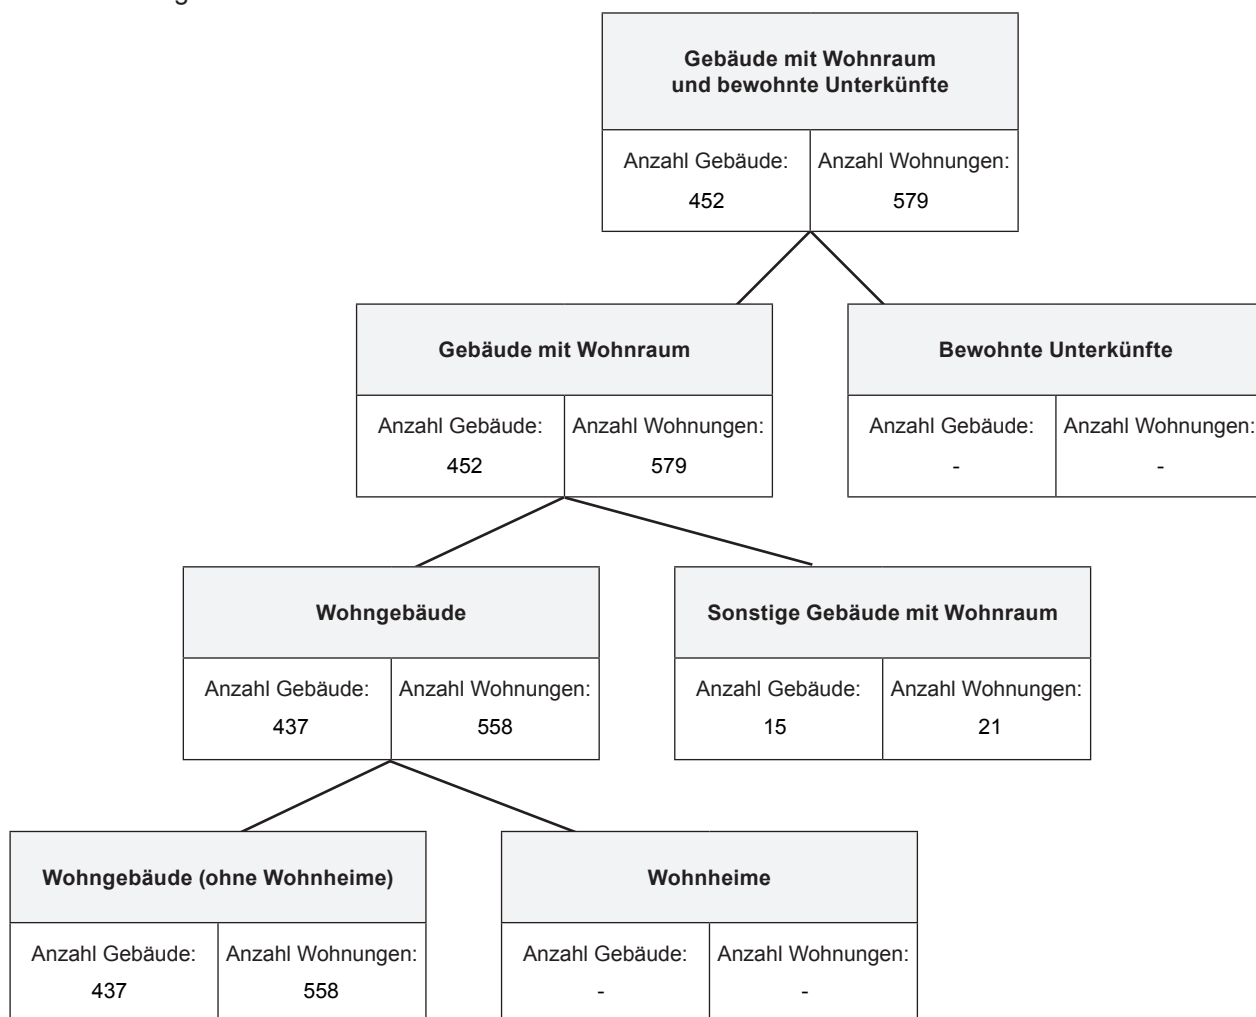 Gebäude mit Wohnraum
und bewohnte Unterkünfte
Anzahl Gebäude: Anzahl Wohnungen:
452 579
Gebäude mit Wohnraum
Anzahl Gebäude: Anzahl Wohnungen:
452 579
Bewohnte Unterkünfte
Anzahl Gebäude: Anzahl Wohnungen:
- -
Wohngebäude
Anzahl Gebäude: Anzahl Wohnungen:
437 558
Sonstige Gebäude mit Wohnraum
Anzahl Gebäude: Anzahl Wohnungen:
15 21
Wohngebäude (ohne Wohnheime)
Anzahl Gebäude: Anzahl Wohnungen:
437 558
Wohnheime
Anzahl Gebäude: Anzahl Wohnungen:
- -